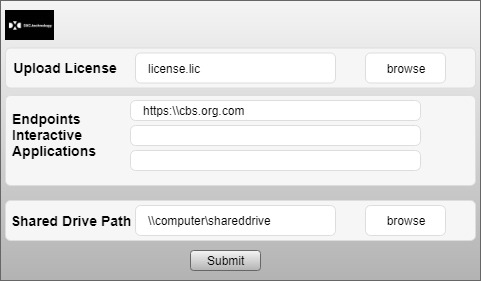 DXC.technology
Upload License
license.lic
browse
Endpoints
Interactive
Applications
https:\\cbs.org.com
Shared Drive Path
\\computer\shareddrive
browse
Submit